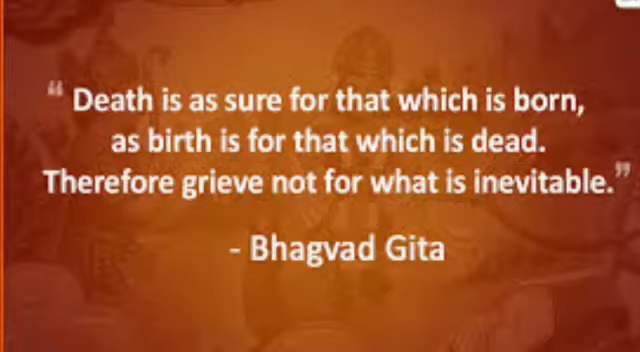 “ Death is as sure for that which is born,
as birth is for that which is dead.
Therefore grieve not for what is inevitable.”
- Bhagvad Gita